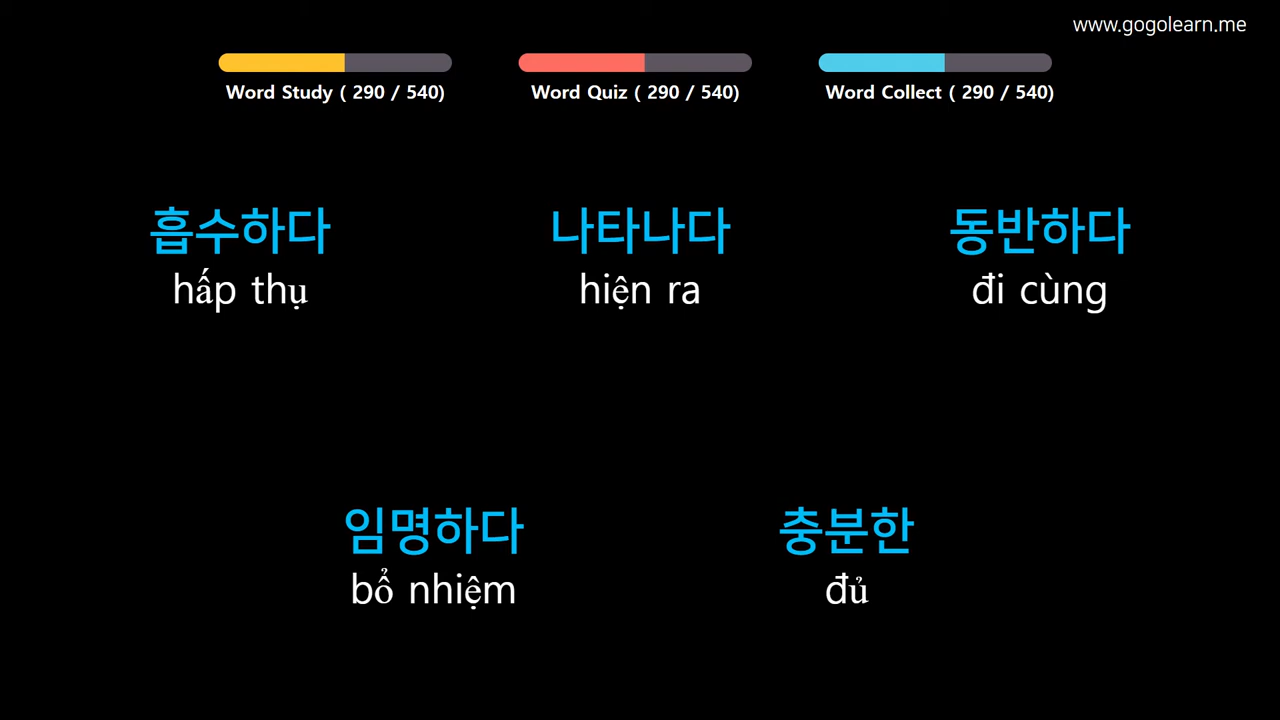 www.gogolearn.me
Word Study ( 290 / 540)
Word Quiz ( 290 / 540)
Word Collect ( 290 / 540)
흡수하다
hấp thụ
나타나다
hiện ra
동반하다
đi cùng
임명하다
bổ nhiệm
충분한
đủ